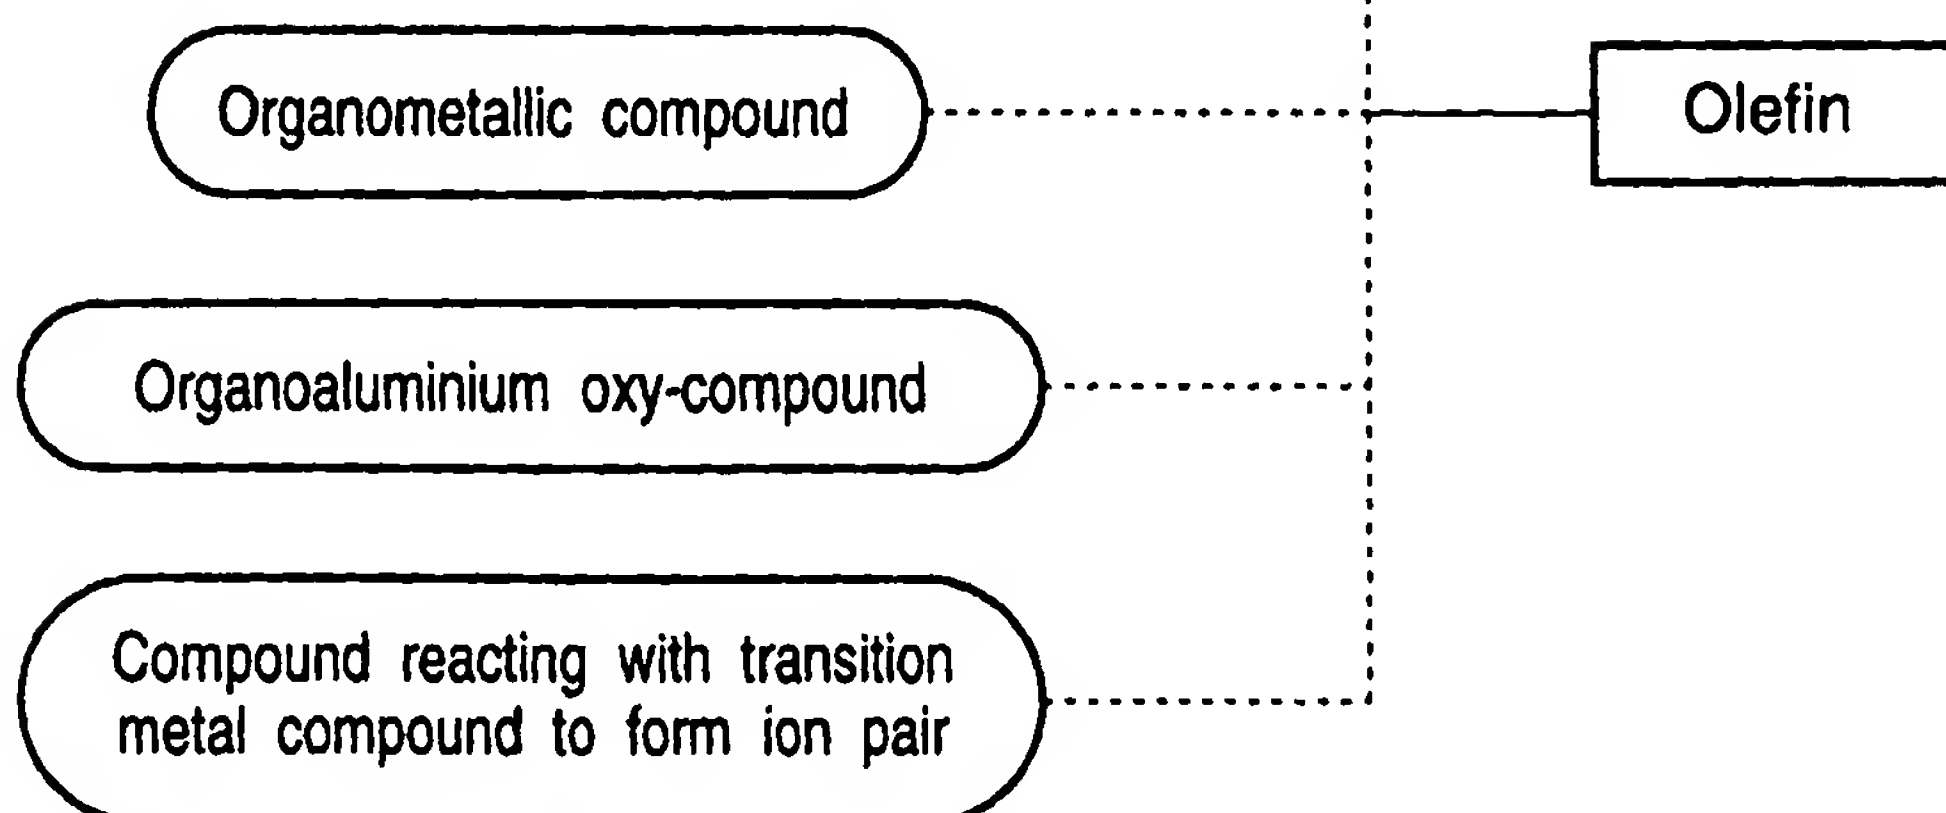 Organometallic compound
Olefin
Organoaluminium oxy-compound
Compound reacting with transition
metal compound to form ion pair